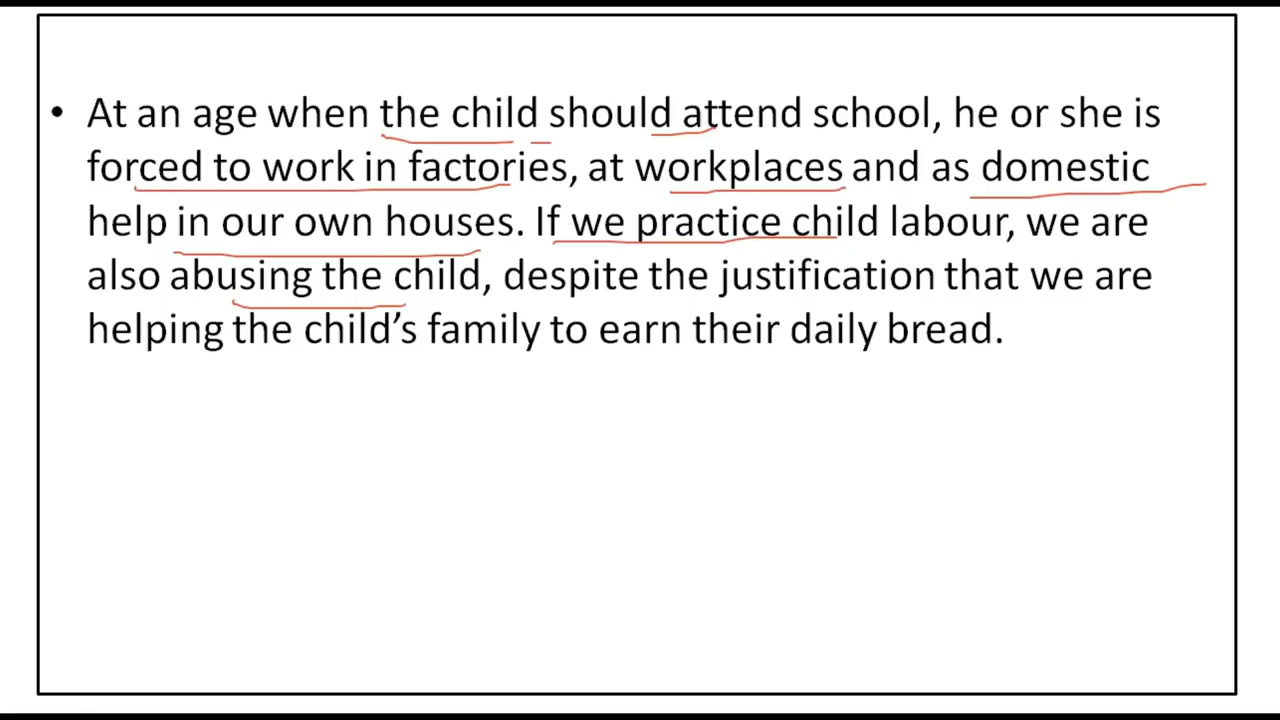 • At an age when the child should attend school, he or she is
forced to work in factories, at workplaces and as domestic
help in our own houses. If we practice child labour, we are
also abusing the child, despite the justification that we are
helping the child’s family to earn their daily bread.